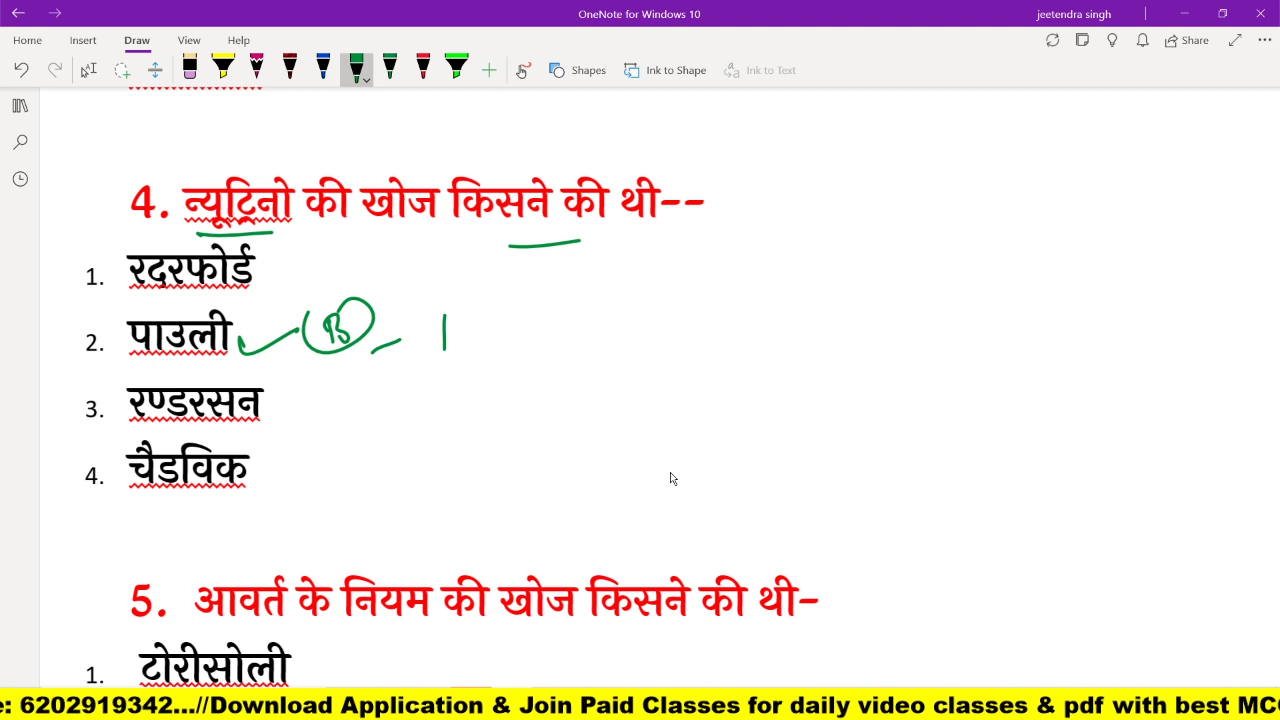 OneNote for Windows 10
jeetendra singh
Home Insert Draw View Help
Share
Shapes Ink to Shape Ink to Text
4. न्यूट्रिनो की खोज किसने की थी--
1. रदरफोर्ड
2. पाउली B - |
3. रण्डरसन
4. चैडविक
5. आवर्त के नियम की खोज किसने की थी-
1. टोरीसोली
e: 6202919342...//Download Application & Join Paid Classes for daily video classes & pdf with best MC